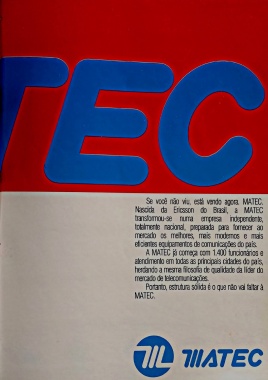 TEC
Se você não viu, está vendo agora. MATEC.
Nascida da Ericsson do Brasil, a MATEC
transformou-se numa empresa independente,
totalmente nacional, preparada para fornecer ao
mercado os melhores, mais modernos e mais
eficientes equipamentos de comunicações do país.
A MATEC já começa com 1.400 funcionários e
atendimento em todas as principais cidades do país,
herdando a mesma filosofia de qualidade da líder do
mercado de telecomunicações.
Portanto, estrutura sólida é o que não vai faltar à
MATEC.
MATEC